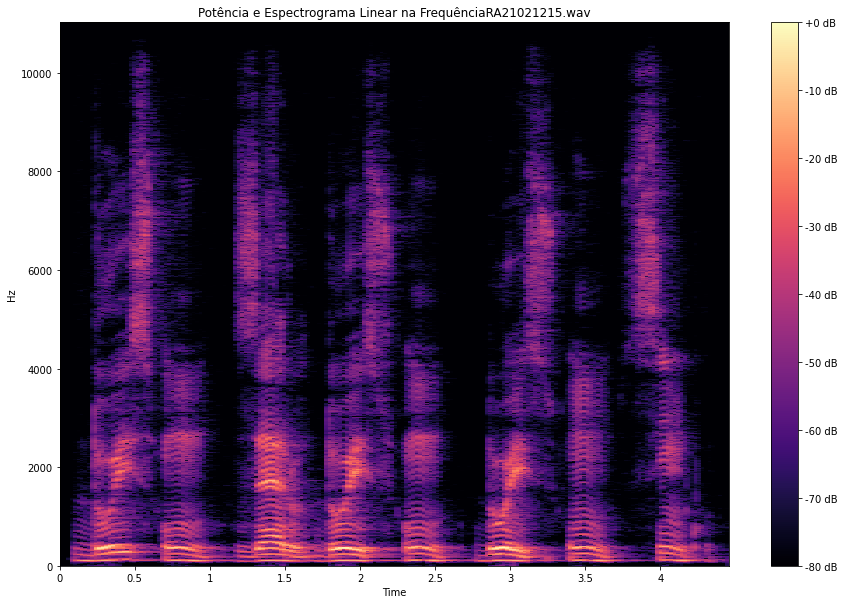 Potência e Espectrograma Linear na FrequênciaRA21021215.wav
10000
8000
6000
4000
2000
0
Hz
0 0.5 1 1.5 2 2.5 3 3.5 4
Time
+0 dB
-10 dB
-20 dB
-30 dB
-40 dB
-50 dB
-60 dB
-70 dB
-80 dB